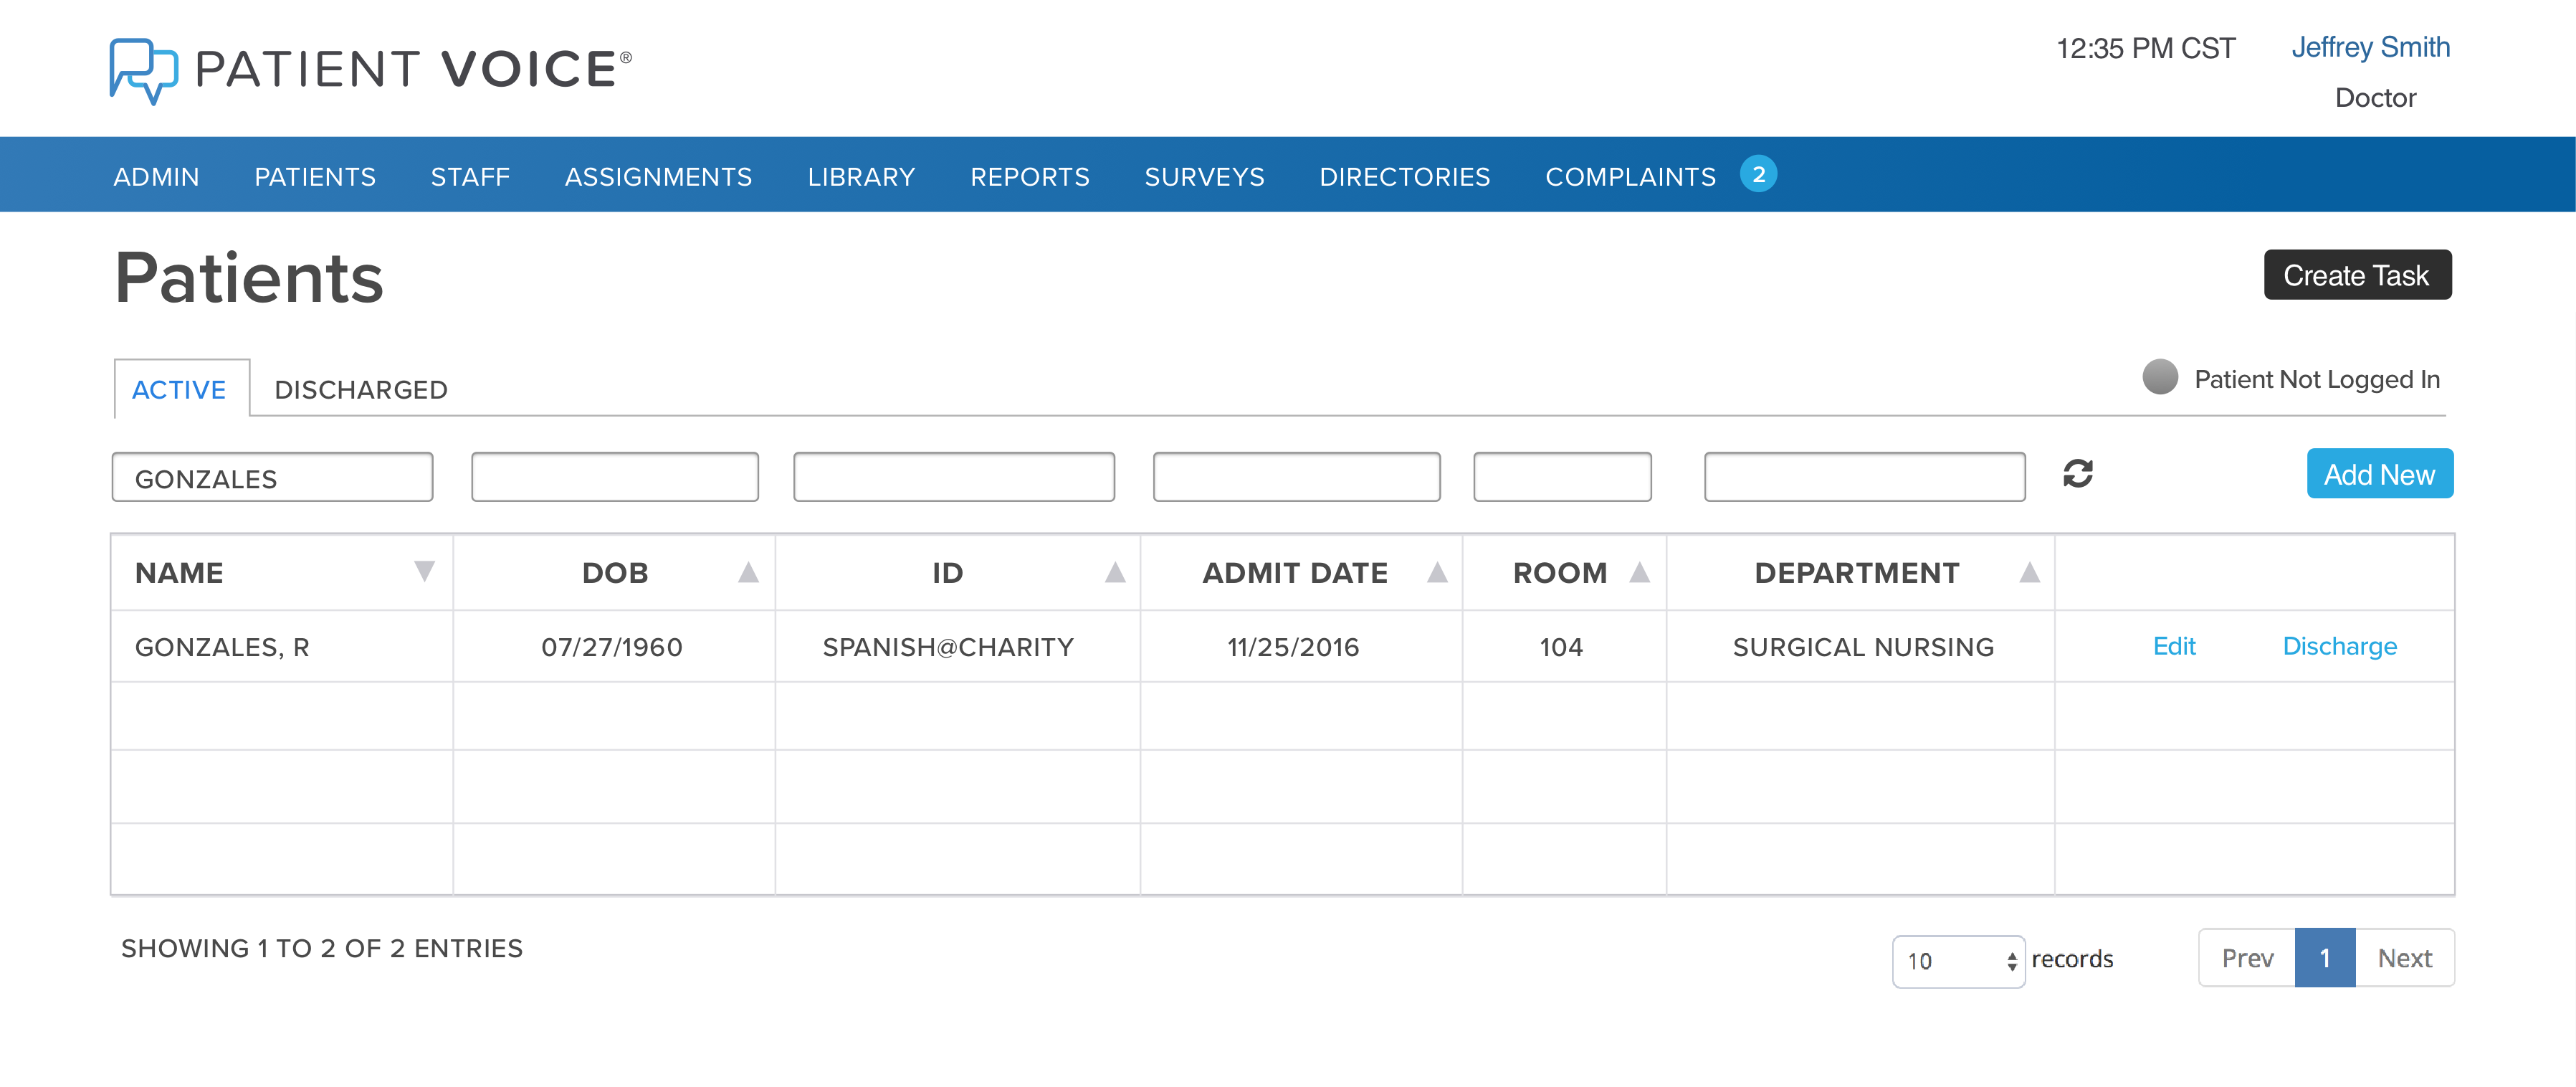 PATIENT VOICE®
12:35 PM CST
Jeffrey Smith
Doctor
ADMIN PATIENTS STAFF ASSIGNMENTS LIBRARY REPORTS SURVEYS DIRECTORIES COMPLAINTS 2
Patients
Create Task
ACTIVE DISCHARGED
Patient Not Logged In
GONZALES
Add New
NAME DOB ID ADMIT DATE ROOM DEPARTMENT
GONZALES, R 07/27/1960 SPANISH@CHARITY 11/25/2016 104 SURGICAL NURSING Edit Discharge
SHOWING 1 TO 2 OF 2 ENTRIES
10 records
Prev 1 Next